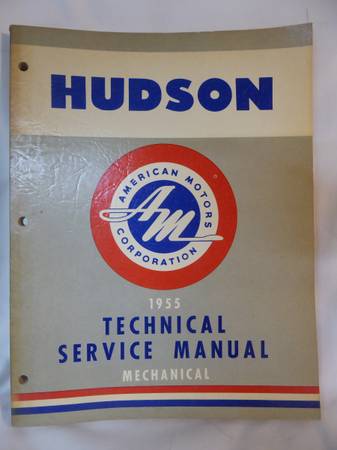 HUDSON
AMERICAN MOTORS
AM
CORPORATION
1955
TECHNICAL
SERVICE MANUAL
MECHANICAL